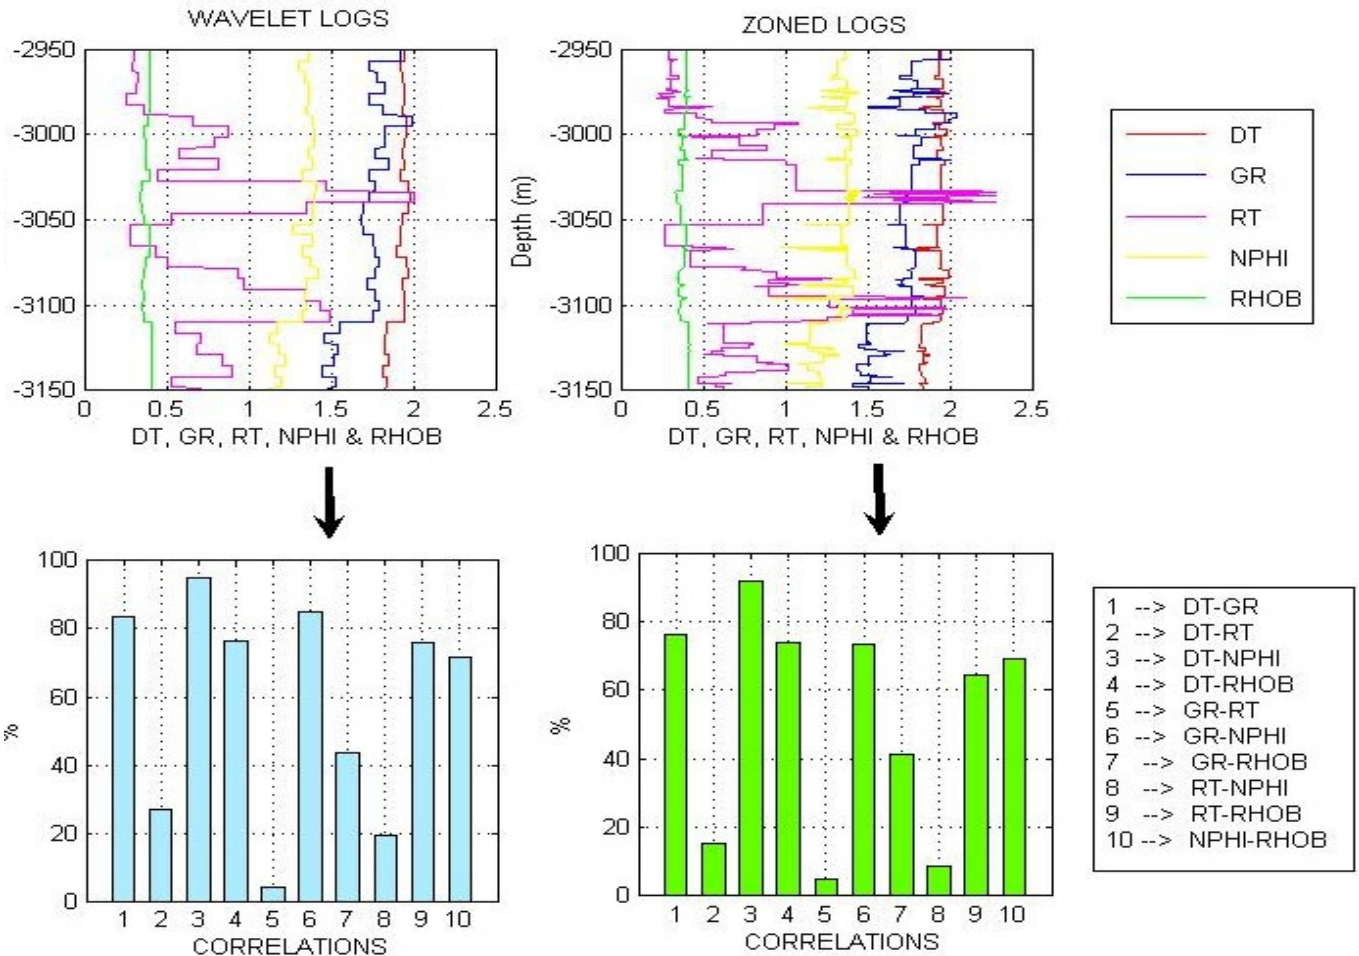 WAVELET LOGS
-2950
-3000
-3050
-3100
-3150
0 0.5 1 1.5 2 2.5
DT, GR, RT, NPHI & RHOB
ZONED LOGS
Depth (m)
-2950
-3000
-3050
-3100
-3150
0 0.5 1 1.5 2 2.5
DT, GR, RT, NPHI & RHOB
DT
GR
RT
NPHI
RHOB
100
80
60
40
20
0
%
1 2 3 4 5 6 7 8 9 10
CORRELATIONS
100
80
60
40
20
0
%
1 2 3 4 5 6 7 8 9 10
CORRELATIONS
1 --> DT-GR
2 --> DT-RT
3 --> DT-NPHI
4 --> DT-RHOB
5 --> GR-RT
6 --> GR-NPHI
7 --> GR-RHOB
8 --> RT-NPHI
9 --> RT-RHOB
10 --> NPHI-RHOB